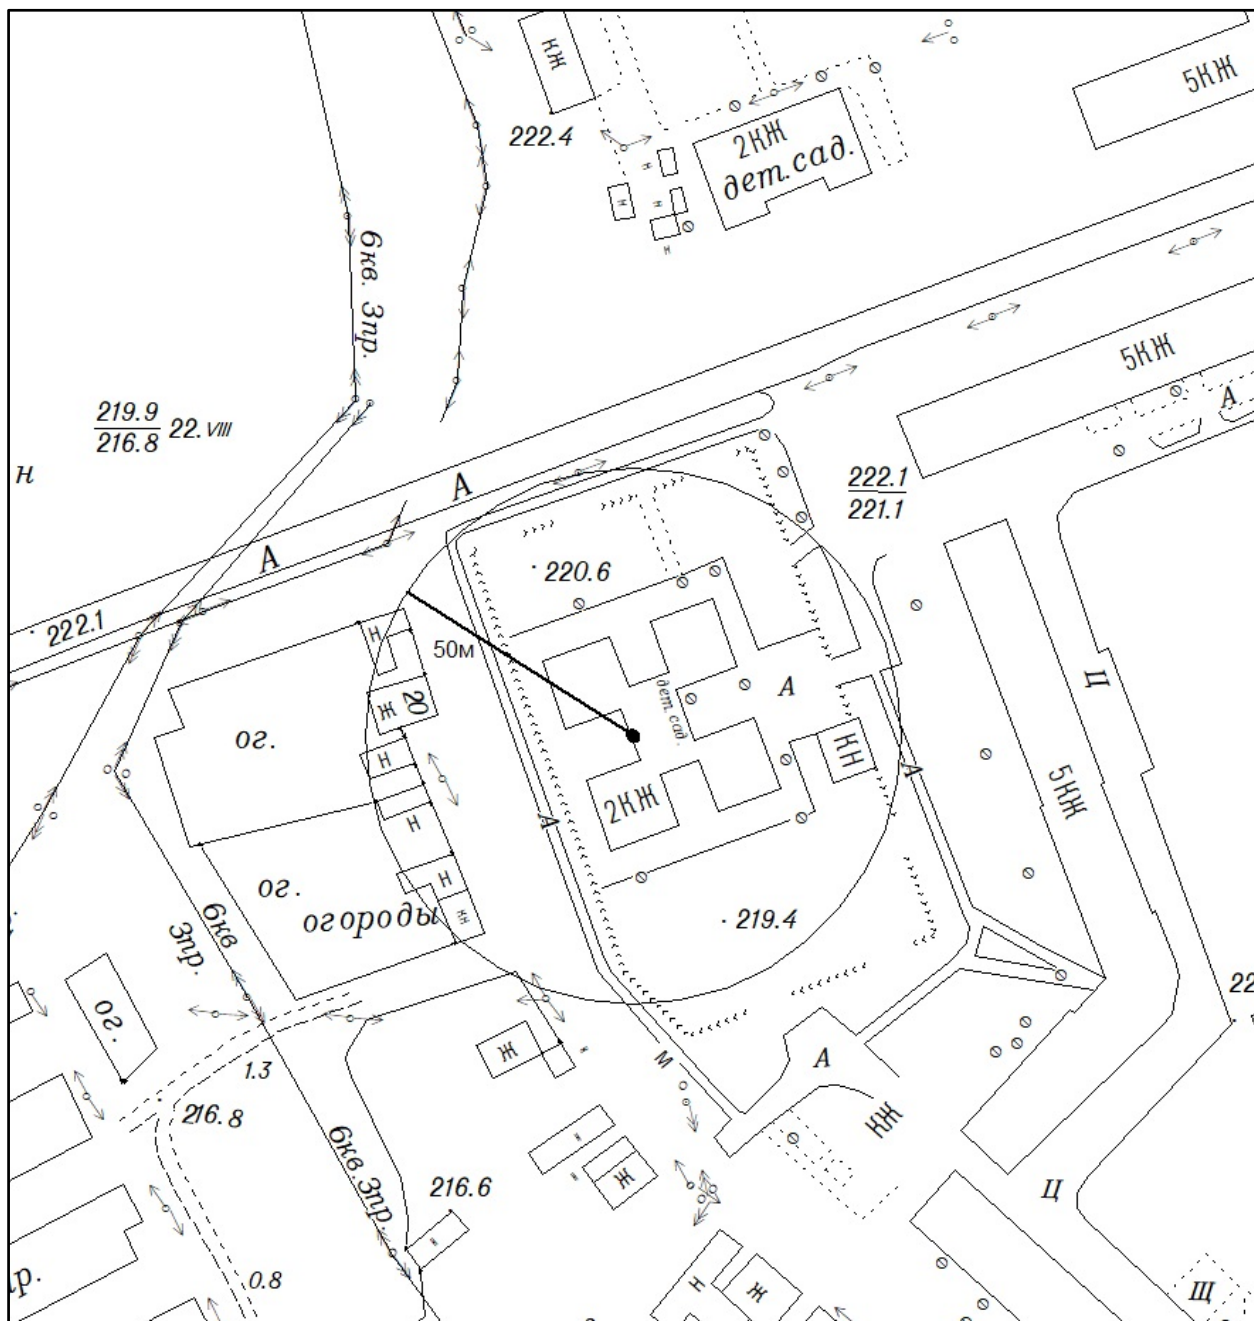 КЖ
222.4
2КЖ
дет.сад.
5КЖ
н
н
н
н
6кв. 3пр.
5КЖ
А
219.9
216.8
22.VIII
н
А
222.1
221.1
А
220.6
222.1
Н
50м
дет.сад.
А
Ц
20
Ж
ог.
Н
КН
А
5КЖ
2КЖ
А
Н
ог.
Н
огороды
кн
219.4
6кв
3пр.
ог.
22
Ж
н
М
А
1.3
216.8
КЖ
6кв.3пр.
н
н
Ж
216.6
Ц
н
0.8
Н
Ж
Щ